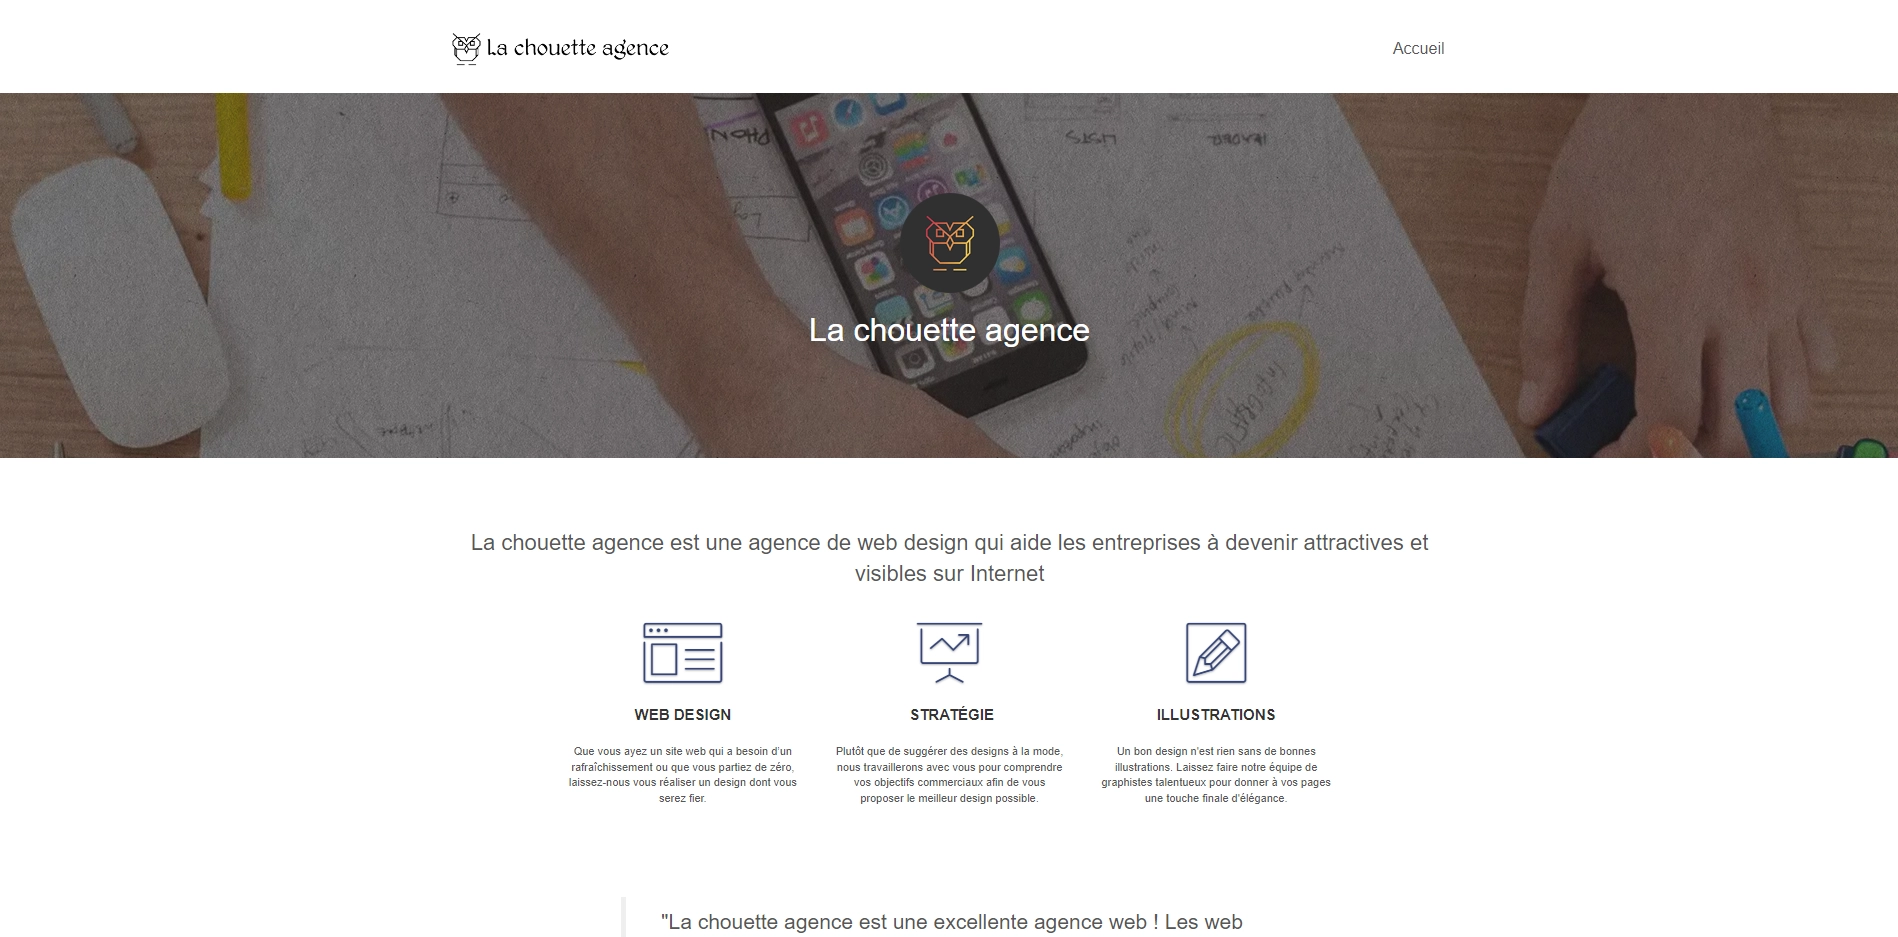 La chouette agence
Accueil
PHON
LISTS
HEADER
La chouette agence
La chouette agence est une agence de web design qui aide les entreprises à devenir attractives et
visibles sur Internet
WEB DESIGN
Que vous ayez un site web qui a besoin d'un
rafraîchissement ou que vous partiez de zéro,
laissez-nous vous réaliser un design dont vous
serez fier.
STRATÉGIE
Plutôt que de suggérer des designs à la mode,
nous travaillerons avec vous pour comprendre
vos objectifs commerciaux afin de vous
proposer le meilleur design possible.
ILLUSTRATIONS
Un bon design n'est rien sans de bonnes
illustrations. Laissez faire notre équipe de
graphistes talentueux pour donner à vos pages
une touche finale d'élégance.
"La chouette agence est une excellente agence web ! Les web